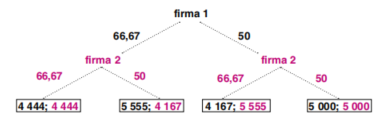 firma 1
66,67 50
firma 2 firma 2
66,67 50 66,67 50
4 444; 4 444 5 555; 4 167 4 167; 5 555 5 000; 5 000